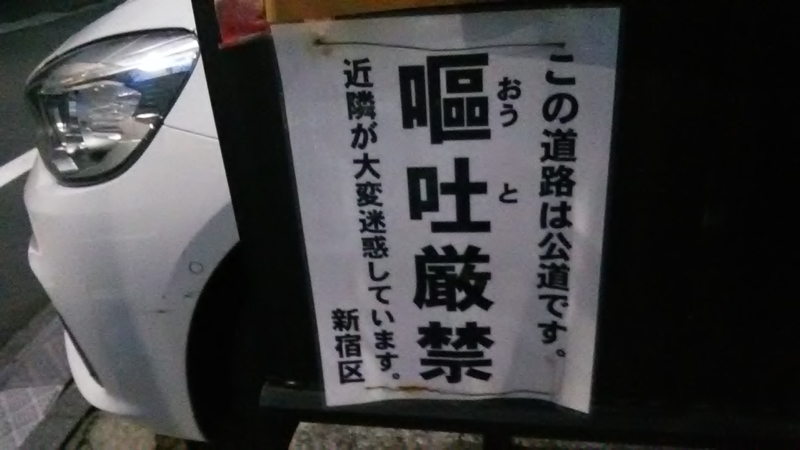 この道路は公道です。
おうと
嘔吐厳禁
近隣が大変迷惑しています。
新宿区